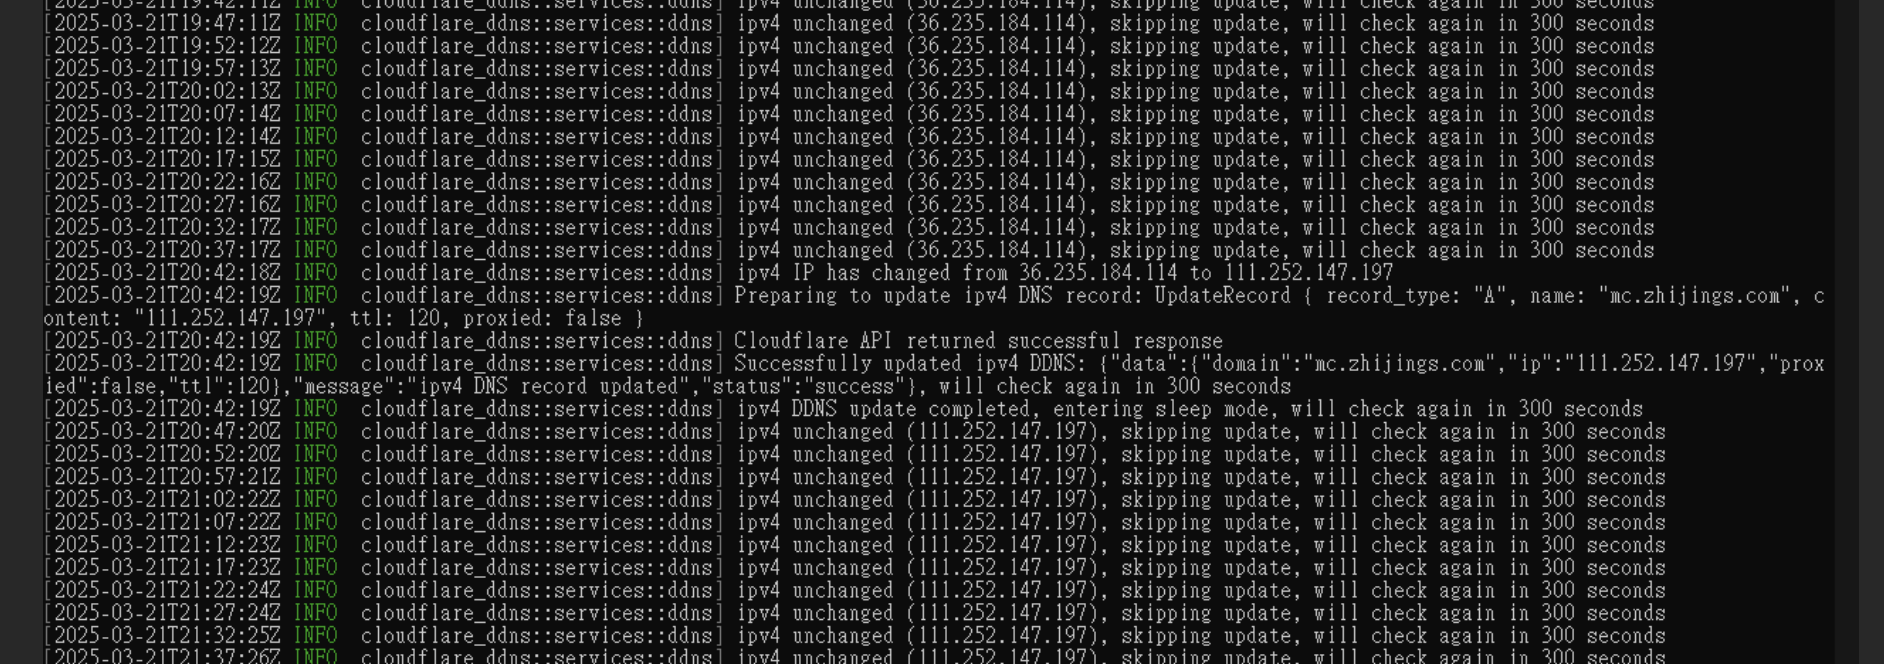 [2025-03-21T19:42:11Z INFO  cloudflare_ddns::services::ddns] ipv4 unchanged (36.235.184.114), skipping update, will check again in 300 seconds
[2025-03-21T19:47:11Z INFO  cloudflare_ddns::services::ddns] ipv4 unchanged (36.235.184.114), skipping update, will check again in 300 seconds
[2025-03-21T19:52:12Z INFO  cloudflare_ddns::services::ddns] ipv4 unchanged (36.235.184.114), skipping update, will check again in 300 seconds
[2025-03-21T19:57:13Z INFO  cloudflare_ddns::services::ddns] ipv4 unchanged (36.235.184.114), skipping update, will check again in 300 seconds
[2025-03-21T20:02:13Z INFO  cloudflare_ddns::services::ddns] ipv4 unchanged (36.235.184.114), skipping update, will check again in 300 seconds
[2025-03-21T20:07:14Z INFO  cloudflare_ddns::services::ddns] ipv4 unchanged (36.235.184.114), skipping update, will check again in 300 seconds
[2025-03-21T20:12:14Z INFO  cloudflare_ddns::services::ddns] ipv4 unchanged (36.235.184.114), skipping update, will check again in 300 seconds
[2025-03-21T20:17:15Z INFO  cloudflare_ddns::services::ddns] ipv4 unchanged (36.235.184.114), skipping update, will check again in 300 seconds
[2025-03-21T20:22:16Z INFO  cloudflare_ddns::services::ddns] ipv4 unchanged (36.235.184.114), skipping update, will check again in 300 seconds
[2025-03-21T20:27:16Z INFO  cloudflare_ddns::services::ddns] ipv4 unchanged (36.235.184.114), skipping update, will check again in 300 seconds
[2025-03-21T20:32:17Z INFO  cloudflare_ddns::services::ddns] ipv4 unchanged (36.235.184.114), skipping update, will check again in 300 seconds
[2025-03-21T20:37:17Z INFO  cloudflare_ddns::services::ddns] ipv4 unchanged (36.235.184.114), skipping update, will check again in 300 seconds
[2025-03-21T20:42:18Z INFO  cloudflare_ddns::services::ddns] ipv4 IP has changed from 36.235.184.114 to 111.252.147.197
[2025-03-21T20:42:19Z INFO  cloudflare_ddns::services::ddns] Preparing to update ipv4 DNS record: UpdateRecord { record_type: "A", name: "mc.zhijings.com", c
ontent: "111.252.147.197", ttl: 120, proxied: false }
[2025-03-21T20:42:19Z INFO  cloudflare_ddns::services::ddns] Cloudflare API returned successful response
[2025-03-21T20:42:19Z INFO  cloudflare_ddns::services::ddns] Successfully updated ipv4 DDNS: {"data":{"domain":"mc.zhijings.com","ip":"111.252.147.197","prox
ied":false,"ttl":120},"message":"ipv4 DNS record updated","status":"success"}, will check again in 300 seconds
[2025-03-21T20:42:19Z INFO  cloudflare_ddns::services::ddns] ipv4 DDNS update completed, entering sleep mode, will check again in 300 seconds
[2025-03-21T20:47:20Z INFO  cloudflare_ddns::services::ddns] ipv4 unchanged (111.252.147.197), skipping update, will check again in 300 seconds
[2025-03-21T20:52:20Z INFO  cloudflare_ddns::services::ddns] ipv4 unchanged (111.252.147.197), skipping update, will check again in 300 seconds
[2025-03-21T20:57:21Z INFO  cloudflare_ddns::services::ddns] ipv4 unchanged (111.252.147.197), skipping update, will check again in 300 seconds
[2025-03-21T21:02:22Z INFO  cloudflare_ddns::services::ddns] ipv4 unchanged (111.252.147.197), skipping update, will check again in 300 seconds
[2025-03-21T21:07:22Z INFO  cloudflare_ddns::services::ddns] ipv4 unchanged (111.252.147.197), skipping update, will check again in 300 seconds
[2025-03-21T21:12:23Z INFO  cloudflare_ddns::services::ddns] ipv4 unchanged (111.252.147.197), skipping update, will check again in 300 seconds
[2025-03-21T21:17:23Z INFO  cloudflare_ddns::services::ddns] ipv4 unchanged (111.252.147.197), skipping update, will check again in 300 seconds
[2025-03-21T21:22:24Z INFO  cloudflare_ddns::services::ddns] ipv4 unchanged (111.252.147.197), skipping update, will check again in 300 seconds
[2025-03-21T21:27:24Z INFO  cloudflare_ddns::services::ddns] ipv4 unchanged (111.252.147.197), skipping update, will check again in 300 seconds
[2025-03-21T21:32:25Z INFO  cloudflare_ddns::services::ddns] ipv4 unchanged (111.252.147.197), skipping update, will check again in 300 seconds
[2025-03-21T21:37:26Z INFO  cloudflare_ddns::services::ddns] ipv4 unchanged (111.252.147.197), skipping update, will check again in 300 seconds